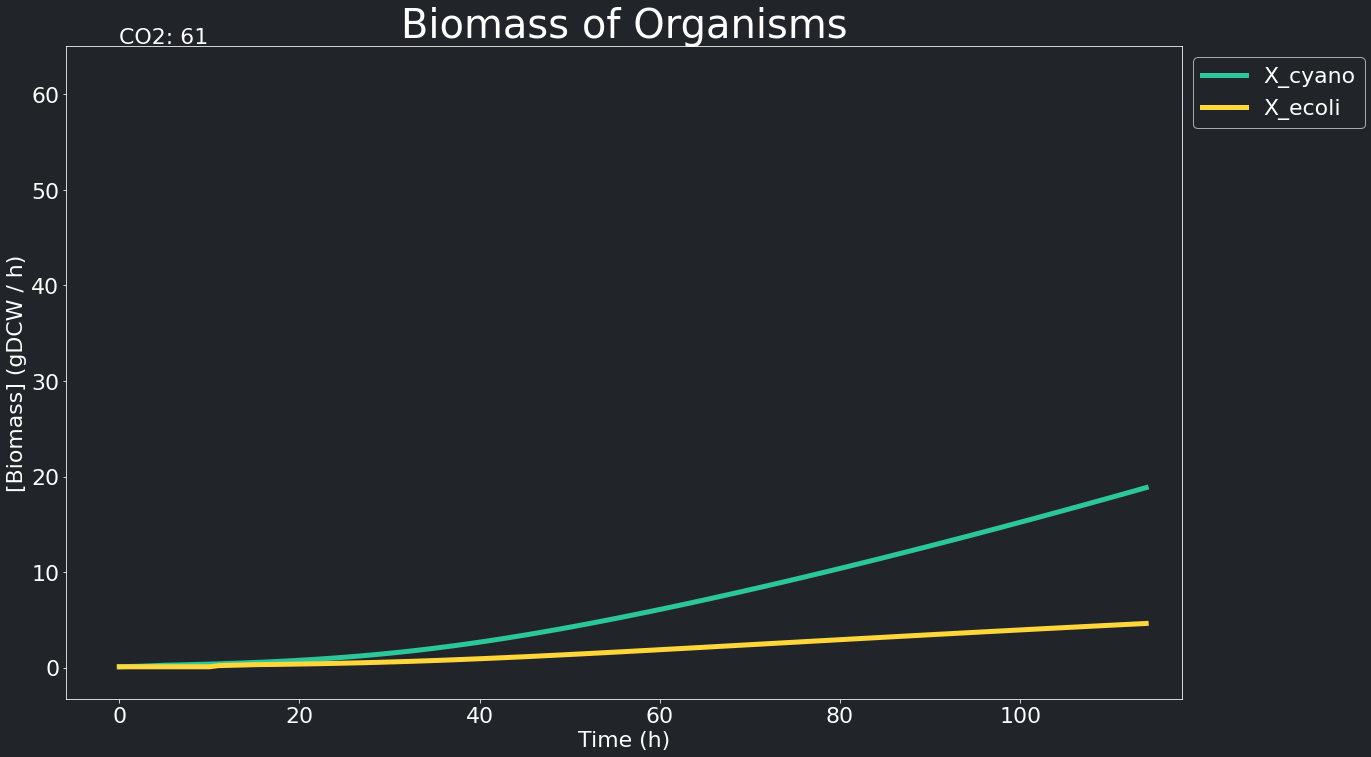 Biomass of Organisms
CO2: 61
X_cyano
X_ecoli
[Biomass] (gDCW / h)
60
50
40
30
20
10
0
0 20 40 60 80 100
Time (h)